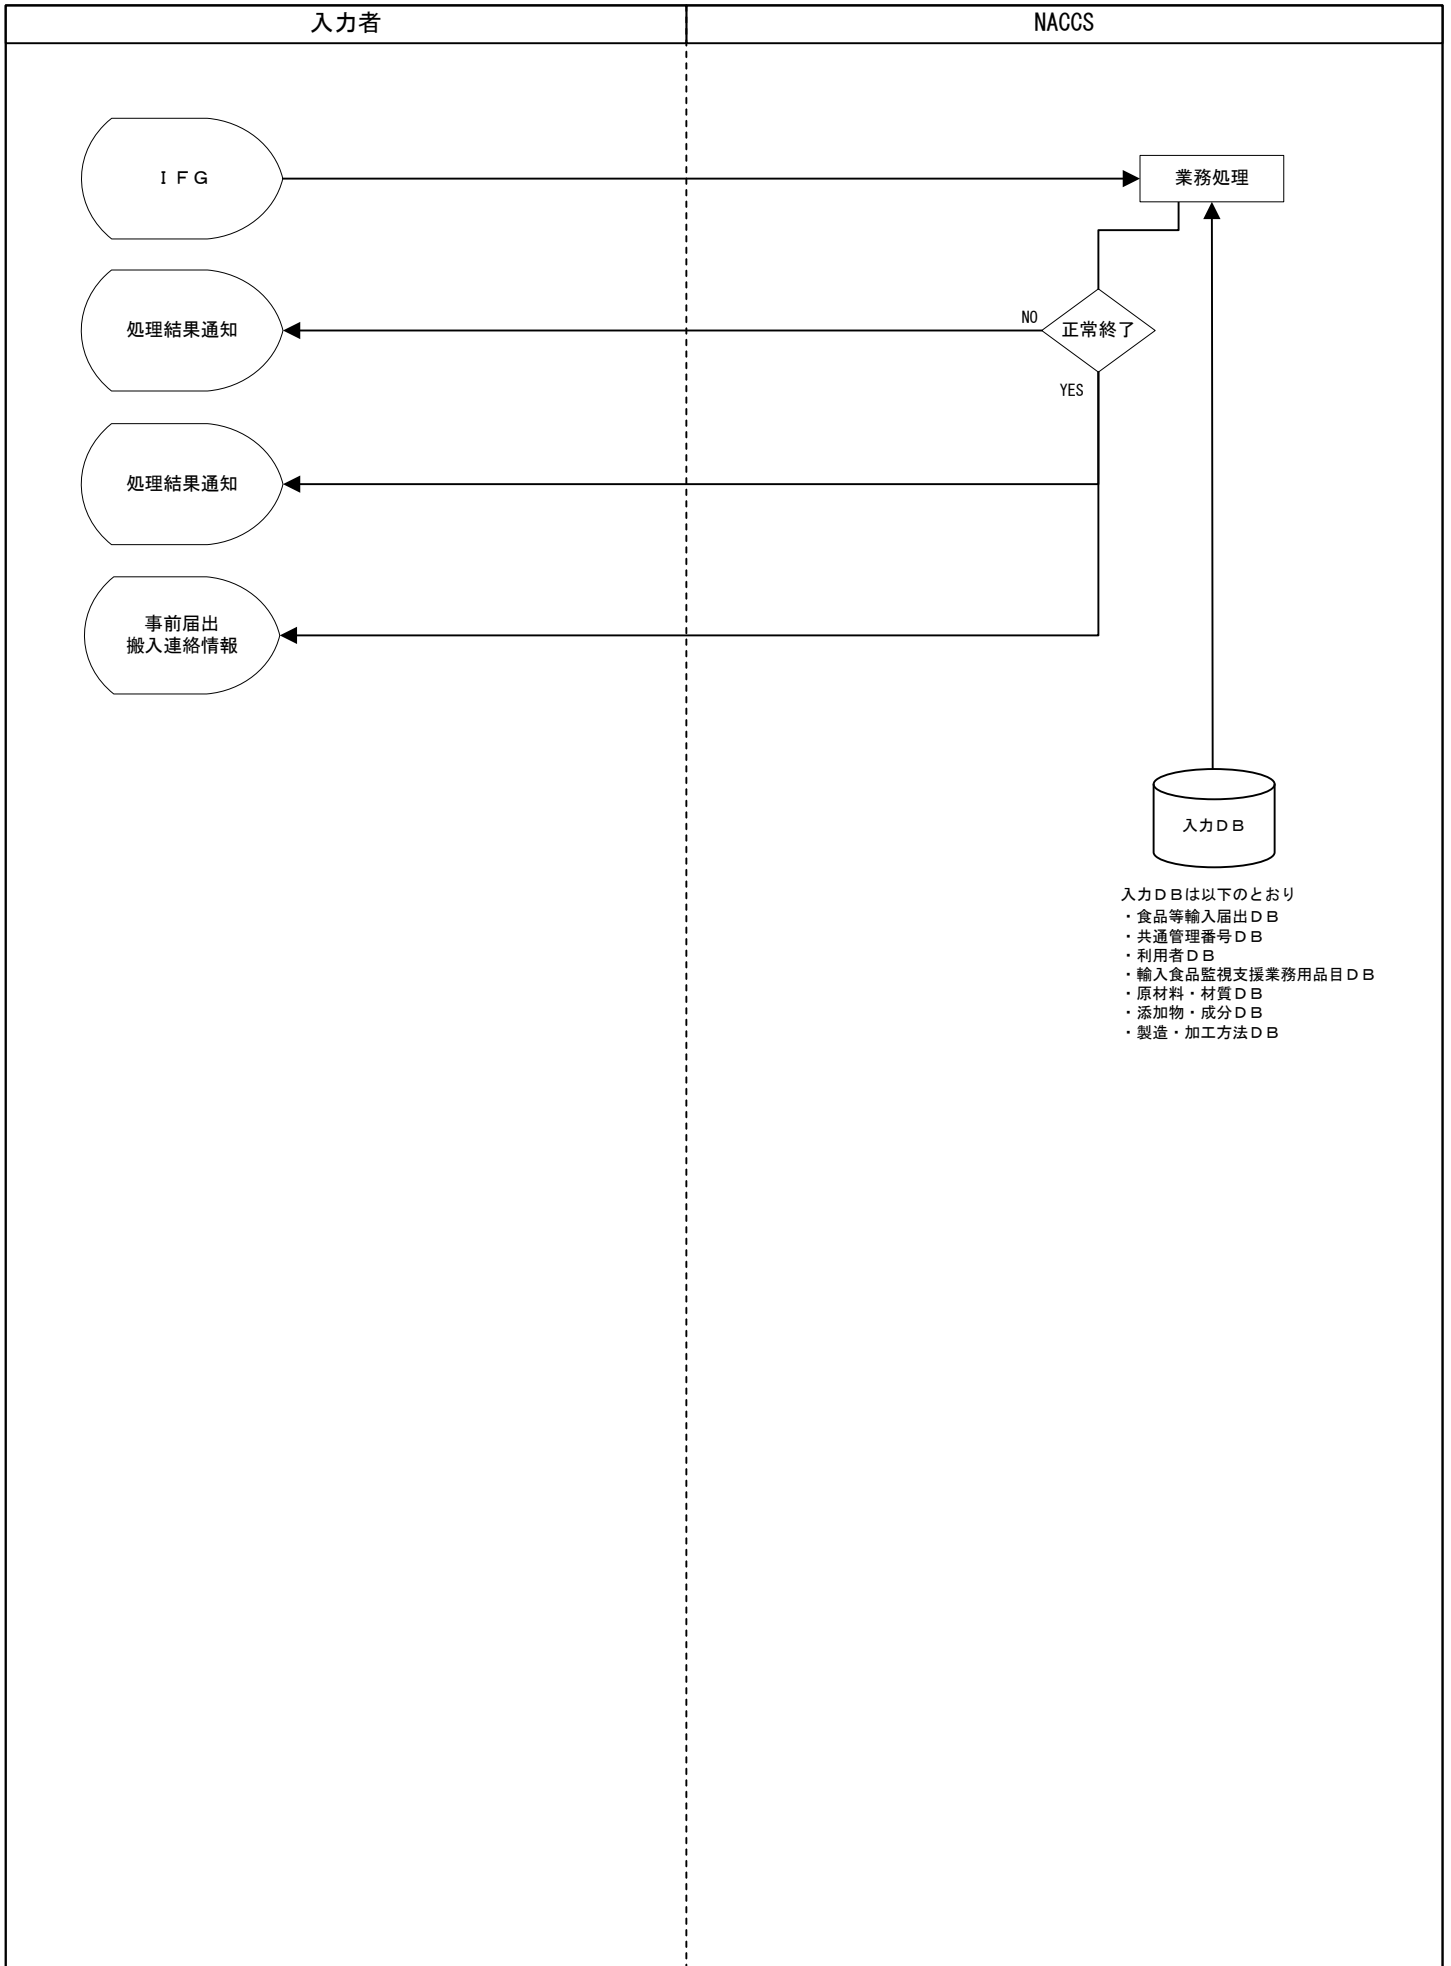 入力者
NACCS
ＩＦＧ
業務処理
処理結果通知
NO
正常終了
YES
処理結果通知
事前届出
搬入連絡情報
入力ＤＢ
入力ＤＢは以下のとおり
・食品等輸入届出ＤＢ
・共通管理番号ＤＢ
・利用者ＤＢ
・輸入食品監視支援業務用品目ＤＢ
・原材料・材質ＤＢ
・添加物・成分ＤＢ
・製造・加工方法ＤＢ